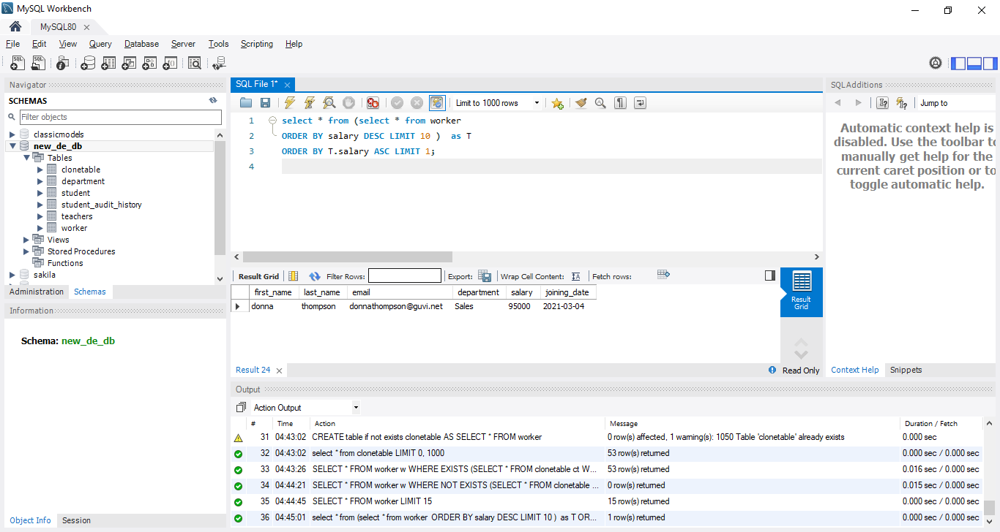 MySQL Workbench
MySQL80
File Edit View Query Database Server Tools Scripting Help
Navigator
SCHEMAS
Filter objects
classicmodels
new_de_db
Tables
clonetable
department
student
student_audit_history
teachers
worker
Views
Stored Procedures
Functions
sakila
Administration Schemas
Information
Schema: new_de_db
Object Info Session
SQL File 1*
Limit to 1000 rows
1 select * from (select * from worker
2 ORDER BY salary DESC LIMIT 10 ) as T
3 ORDER BY T.salary ASC LIMIT 1;
4
Result Grid Filter Rows: Export: Wrap Cell Content: Fetch rows:
first_name last_name email department salary joining_date
donna thompson donnathompson@guvi.net Sales 95000 2021-03-04
Result Grid
Result 24
Read Only
SQLAdditions
Jump to
Automatic context help is
disabled. Use the toolbar to
manually get help for the
current caret position or to
toggle automatic help.
Context Help Snippets
Output
Action Output
# Time Action Message Duration / Fetch
31 04:43:02 CREATE table if not exists clonetable AS SELECT * FROM worker 0 row(s) affected, 1 warning(s): 1050 Table 'clonetable' already exists 0.000 sec
32 04:43:02 select * from clonetable LIMIT 0, 1000 53 row(s) returned 0.000 sec / 0.000 sec
33 04:43:26 SELECT * FROM worker w WHERE EXISTS (SELECT * FROM clonetable ct W... 53 row(s) returned 0.016 sec / 0.000 sec
34 04:44:21 SELECT * FROM worker w WHERE NOT EXISTS (SELECT * FROM clonetable ... 0 row(s) returned 0.015 sec / 0.000 sec
35 04:44:45 SELECT * FROM worker LIMIT 15 15 row(s) returned 0.000 sec / 0.000 sec
36 04:45:01 select * from (select * from worker ORDER BY salary DESC LIMIT 10 ) as T OR... 1 row(s) returned 0.000 sec / 0.000 sec